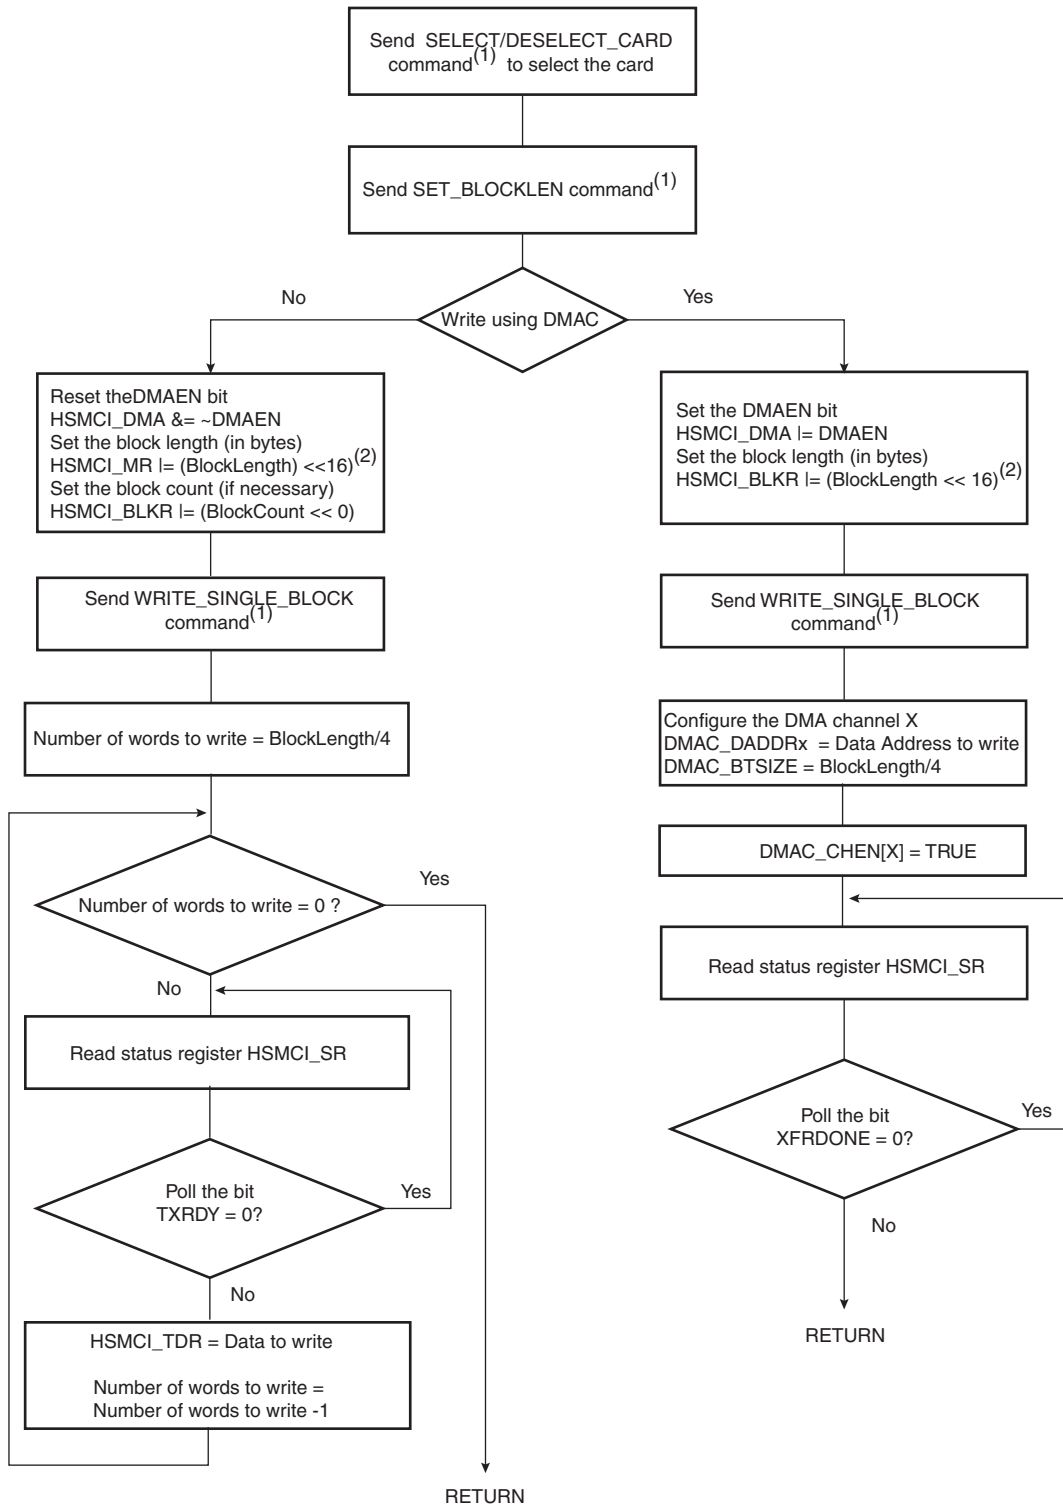 Send SELECT/DESELECT_CARD
command(1) to select the card
Send SET_BLOCKLEN command(1)
No
Yes
Write using DMAC
Reset theDMAEN bit
HSMCI_DMA &= ~DMAEN
Set the block length (in bytes)
HSMCI_MR |= (BlockLength) <<16)(2)
Set the block count (if necessary)
HSMCI_BLKR |= (BlockCount << 0)
Send WRITE_SINGLE_BLOCK
command(1)
Number of words to write = BlockLength/4
Number of words to write = 0 ?
Yes
No
Read status register HSMCI_SR
Poll the bit
TXRDY = 0?
Yes
No
HSMCI_TDR = Data to write
Number of words to write =
Number of words to write -1
RETURN
Set the DMAEN bit
HSMCI_DMA |= DMAEN
Set the block length (in bytes)
HSMCI_BLKR |= (BlockLength << 16)(2)
Send WRITE_SINGLE_BLOCK
command(1)
Configure the DMA channel X
DMAC_DADDRx = Data Address to write
DMAC_BTSIZE = BlockLength/4
DMAC_CHEN[X] = TRUE
Read status register HSMCI_SR
Poll the bit
XFRDONE = 0?
Yes
No
RETURN